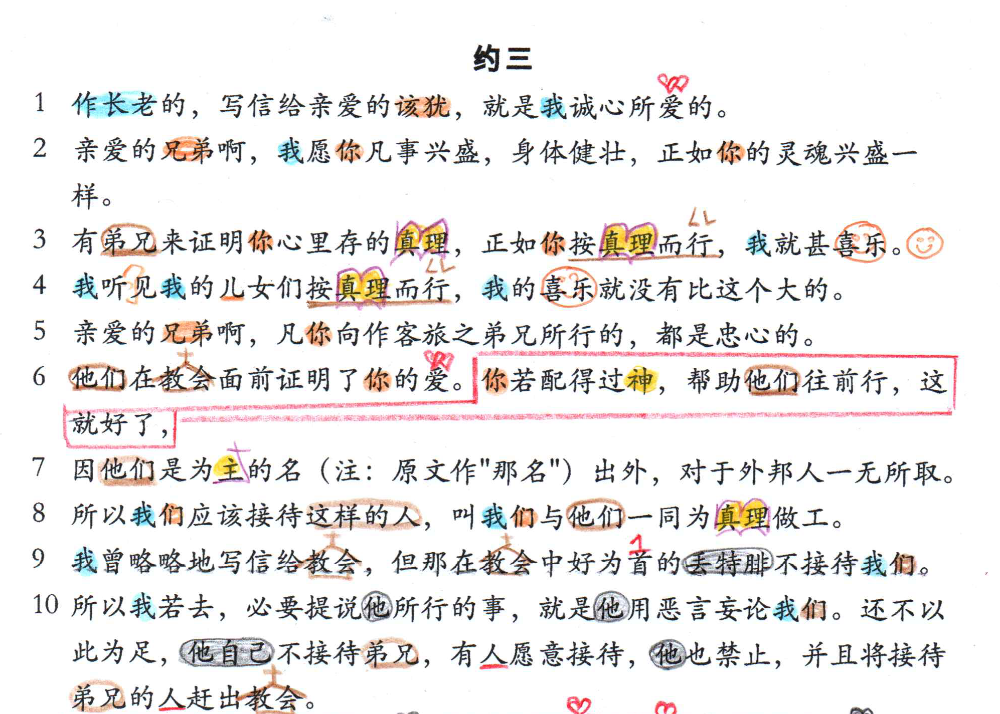 约三
1 作长老的，写信给亲爱的该犹，就是我诚心所爱的。
2 亲爱的兄弟啊，我愿你凡事兴盛，身体健壮，正如你的灵魂兴盛一
样。
3 有弟兄来证明你心里存的真理，正如你按真理而行，我就甚喜乐。
4 我听见我的儿女们按真理而行，我的喜乐就没有比这个大的。
5 亲爱的兄弟啊，凡你向作客旅之弟兄所行的，都是忠心的。
6 他们在教会面前证明了你的爱。你若配得过神，帮助他们往前行，这
就好了，
7 因他们是为主的名（注：原文作"那名"）出外，对于外邦人一无所取。
8 所以我们应该接待这样的人，叫我们与他们一同为真理做工。
1
9 我曾略略地写信给教会，但那在教会中好为首的丢特腓不接待我们。
10 所以我若去，必要提说他所行的事，就是他用恶言妄论我们。还不以
此为足，他自己不接待弟兄，有人愿意接待，他也禁止，并且将接待
弟兄的人赶出教会。